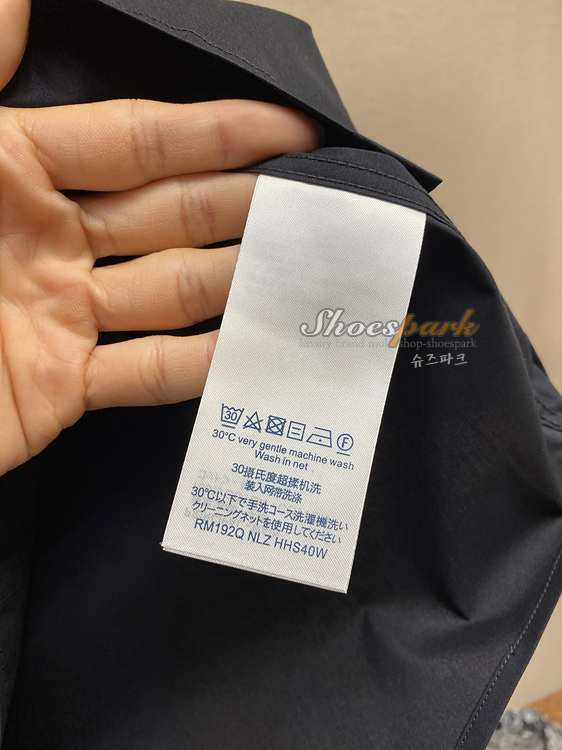 Shoespark
luxury brand mul shop-shoespark
슈즈파크
30
F
30°C very gentle machine wash
Wash in net
30摄氏度超揉机洗
装入网带洗涤
30℃以下で手洗コース洗濯機洗い
クリーニングネットを使用してください
RM192Q NLZ HHS40W